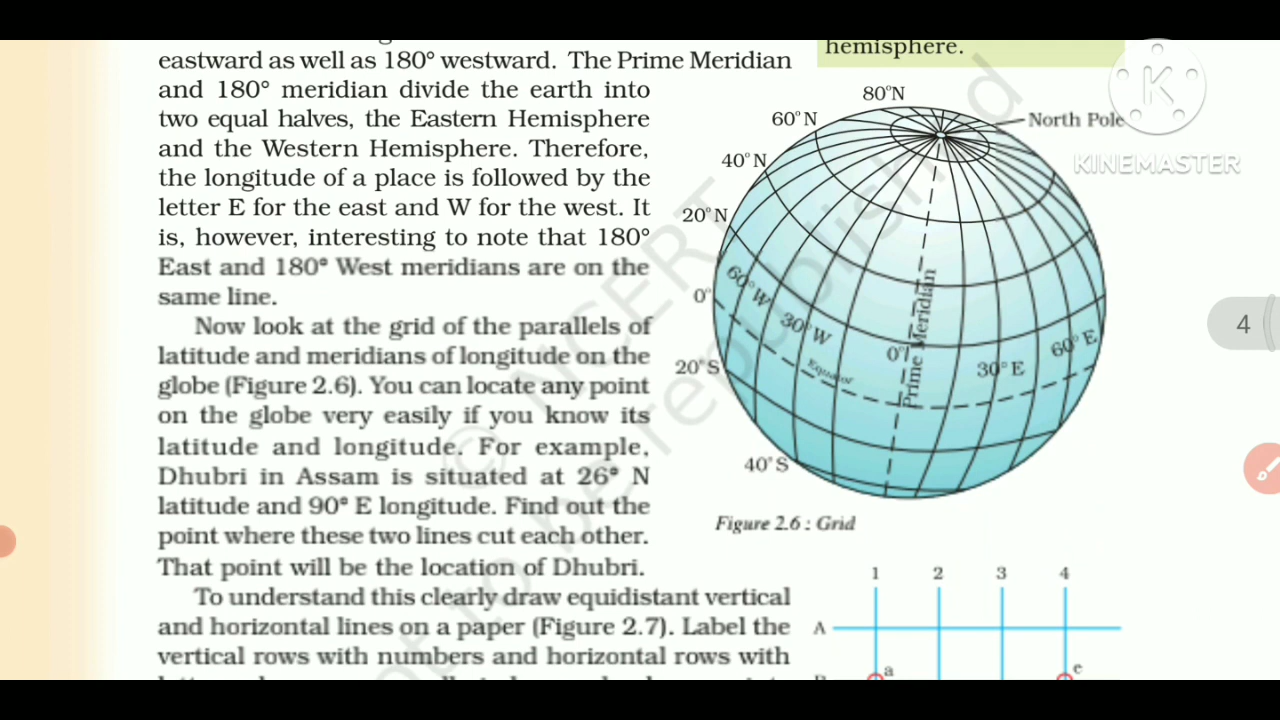 eastward as well as 180° westward. The Prime Meridian
and 180° meridian divide the earth into
two equal halves, the Eastern Hemisphere
and the Western Hemisphere. Therefore,
the longitude of a place is followed by the
letter E for the east and W for the west. It
is, however, interesting to note that 180°
East and 180° West meridians are on the
same line.
Now look at the grid of the parallels of
latitude and meridians of longitude on the
globe (Figure 2.6). You can locate any point
on the globe very easily if you know its
latitude and longitude. For example,
Dhubri in Assam is situated at 26° N
latitude and 90° E longitude. Find out the
point where these two lines cut each other.
That point will be the location of Dhubri.
To understand this clearly draw equidistant vertical
and horizontal lines on a paper (Figure 2.7). Label the
vertical rows with numbers and horizontal rows with
hemisphere.
80°N
60°N
North Pole
40°N
20°N
0°
20°S
40°S
60°W
30°W
0°
30°E
60°E
Prime Meridian
Equator
Figure 2.6 : Grid
1 2 3 4
A
a e
K
KINEMASTER
4
© NCERT
not to be republished